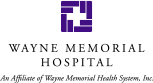 WAYNE MEMORIAL
HOSPITAL
An Affiliate of Wayne Memorial Health System, Inc.